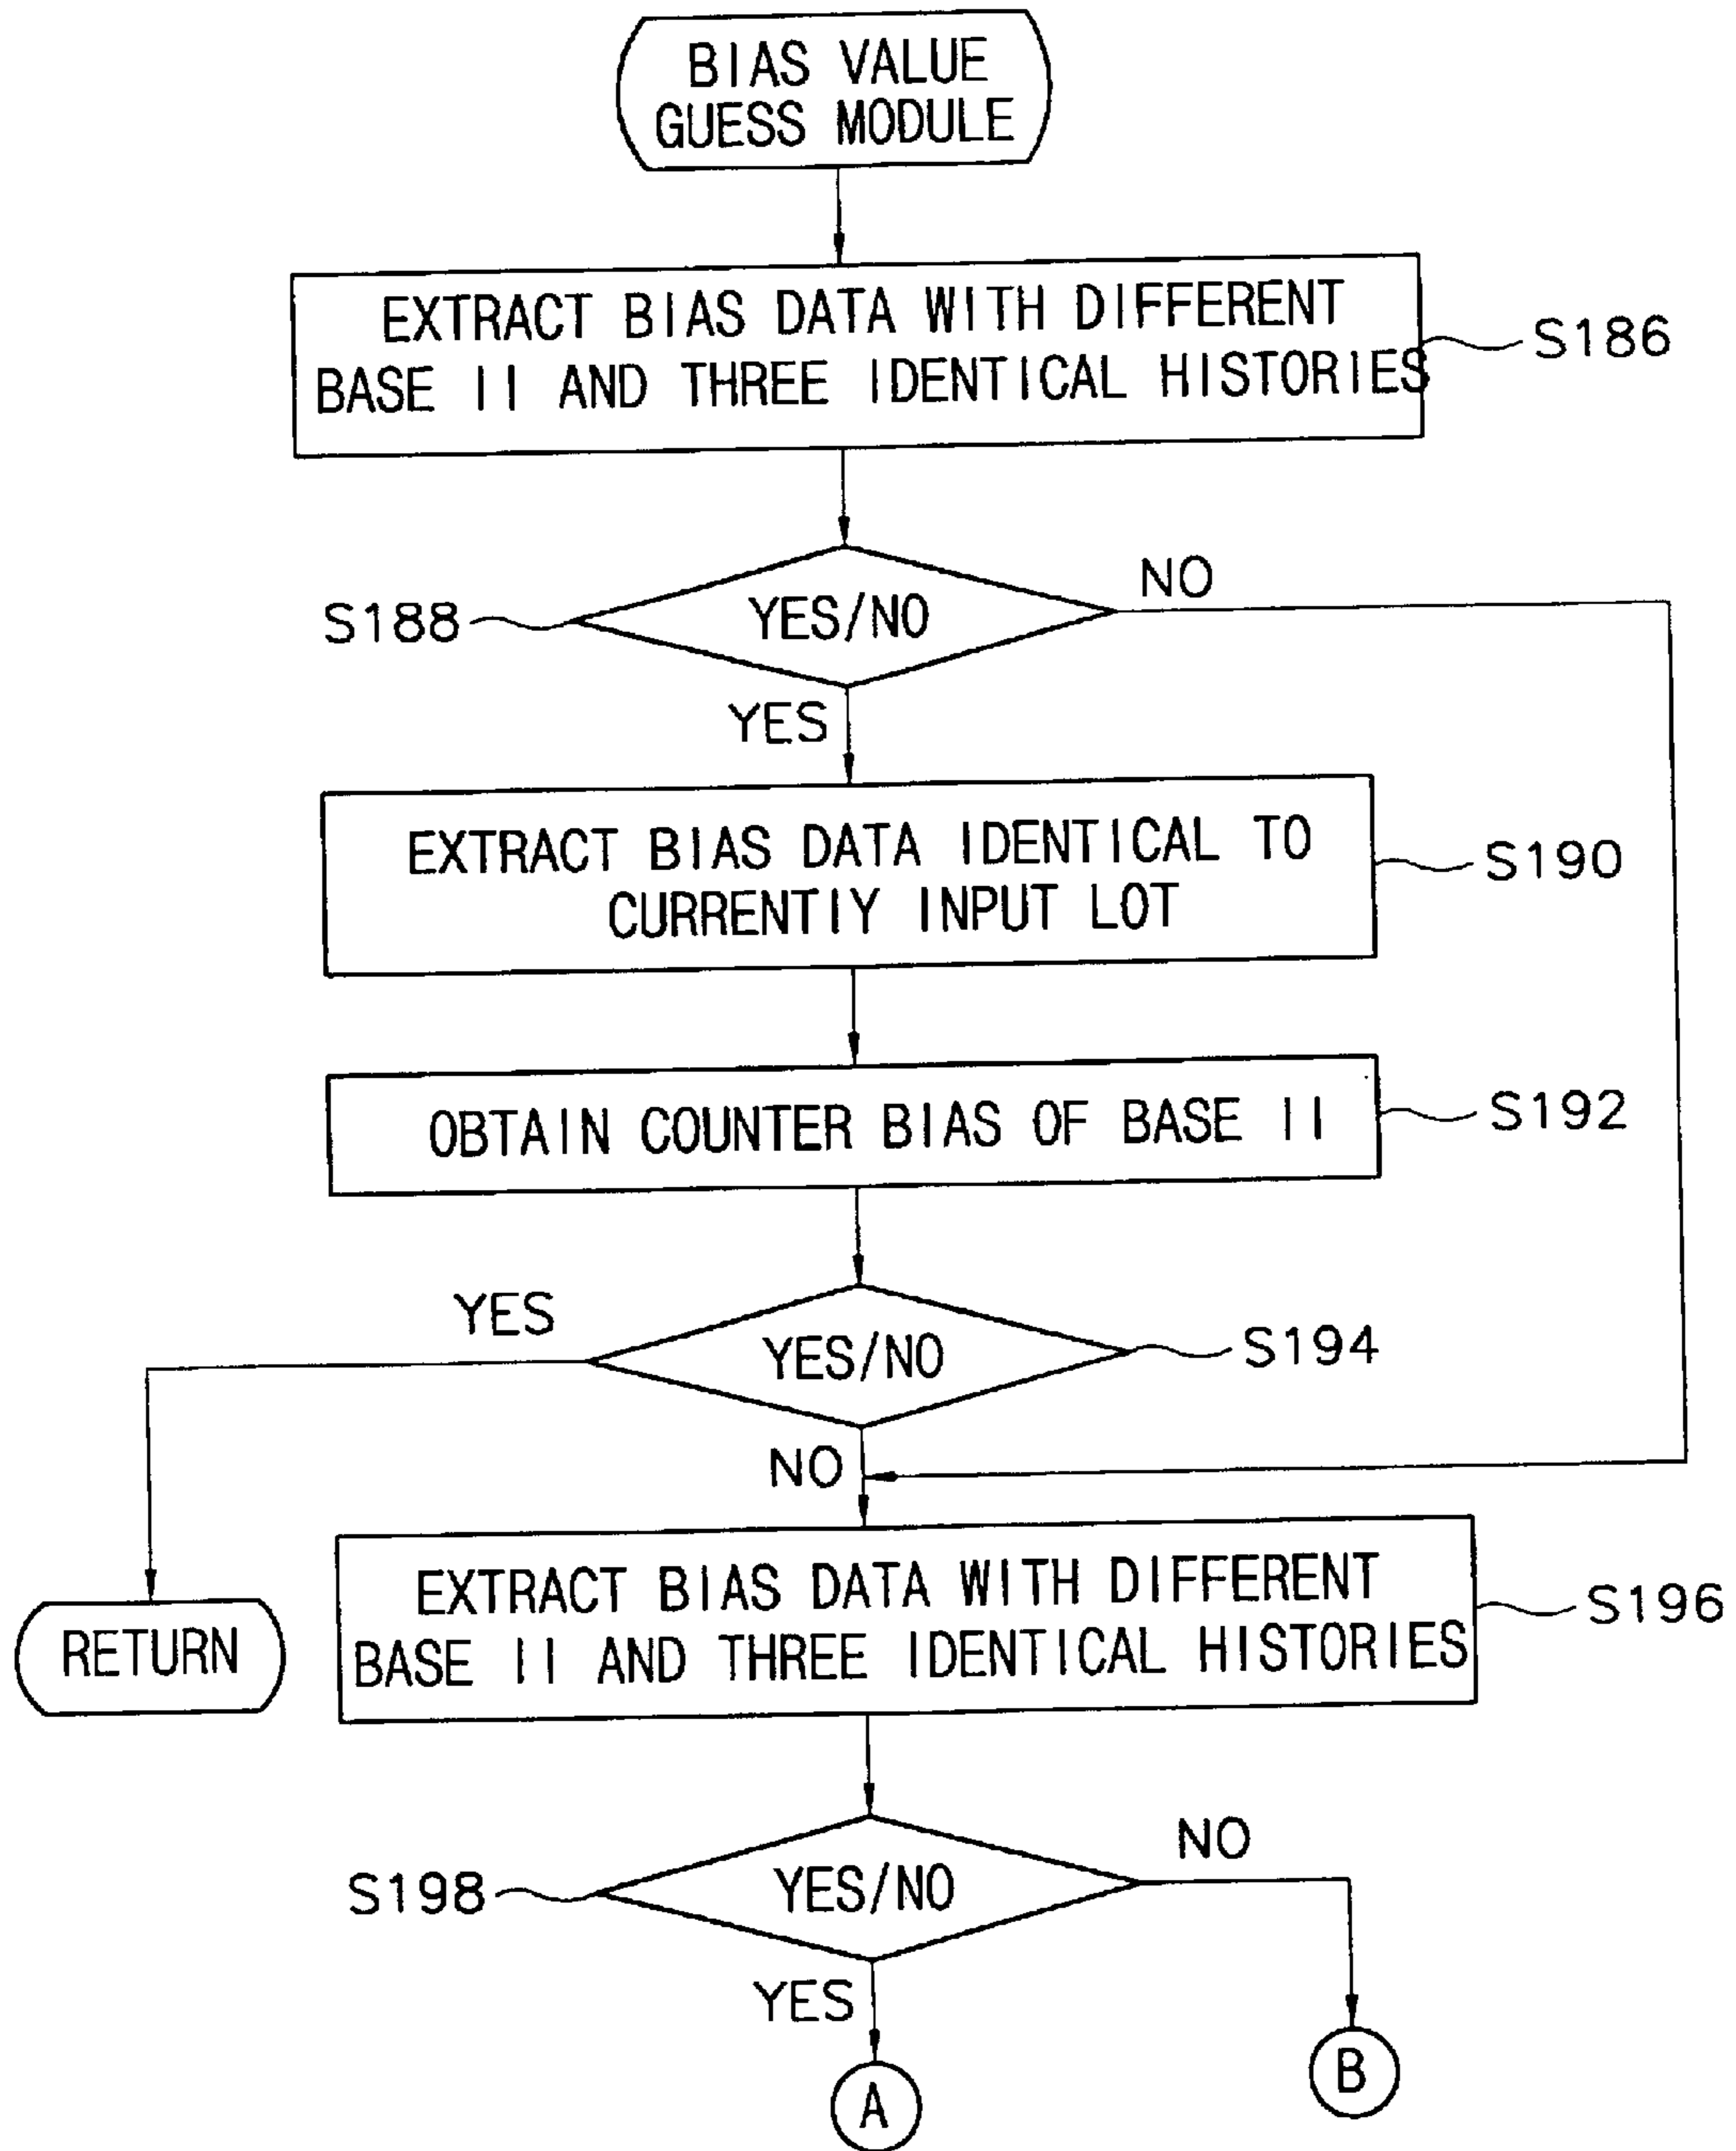 BIAS VALUE
GUESS MODULE
EXTRACT BIAS DATA WITH DIFFERENT
BASE II AND THREE IDENTICAL HISTORIES
S186
NO
S188
YES/NO
YES
EXTRACT BIAS DATA IDENTICAL TO
CURRENTIY INPUT LOT
S190
OBTAIN COUNTER BIAS OF BASE II
S192
YES
YES/NO
S194
NO
EXTRACT BIAS DATA WITH DIFFERENT
BASE II AND THREE IDENTICAL HISTORIES
S196
RETURN
NO
S198
YES/NO
YES
B
A